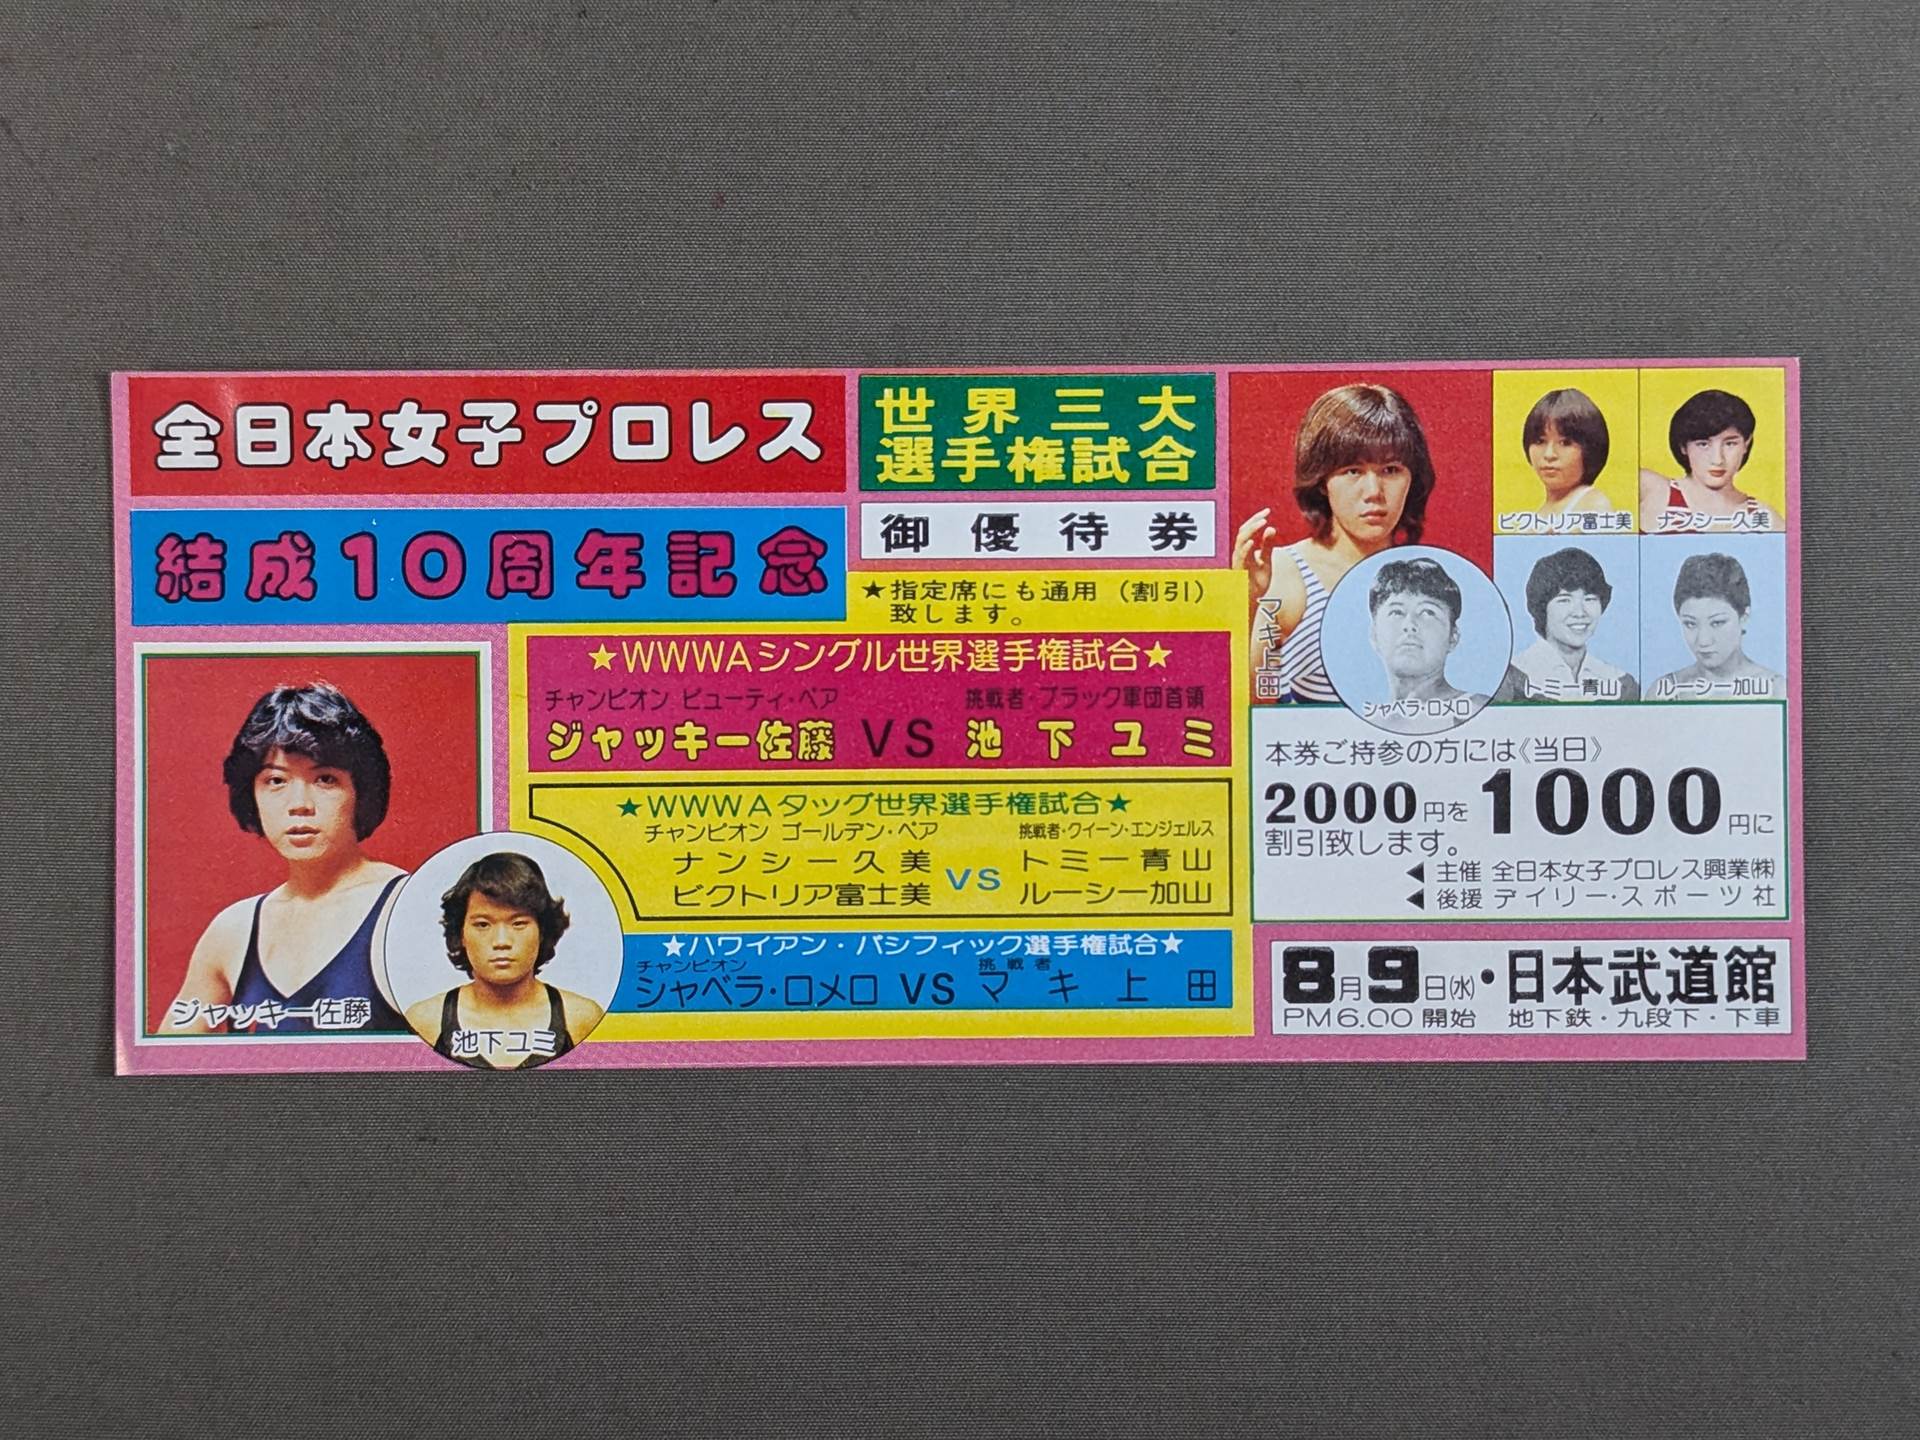 全日本女子プロレス
結成10周年記念
世界三大
選手権試合
御優待券
★指定席にも通用(割引)
致します。
★WWWAシングル世界選手権試合★
チャンピオン ビューティ・ペア 挑戦者・ブラック軍団首領
ジャッキー佐藤 VS 池下ユミ
★WWWAタッグ世界選手権試合★
チャンピオン ゴールデン・ペア 挑戦者・クイーン・エンジェルス
ナンシー久美 VS トミー青山
ビクトリア富士美 ルーシー加山
★ハワイアン・パシフィック選手権試合★
チャンピオン 挑戦者
シャベラ・ロメロ VS マキ上田
ジャッキー佐藤
池下ユミ
マキ上田
ビクトリア富士美
ナンシー久美
シャベラ・ロメロ
トミー青山
ルーシー加山
本券ご持参の方には《当日》
2000円を1000円に
割引致します。
◀主催 全日本女子プロレス興業㈱
◀後援 デイリー・スポーツ社
8月9日㈬・日本武道館
PM6.00開始 地下鉄・九段下・下車